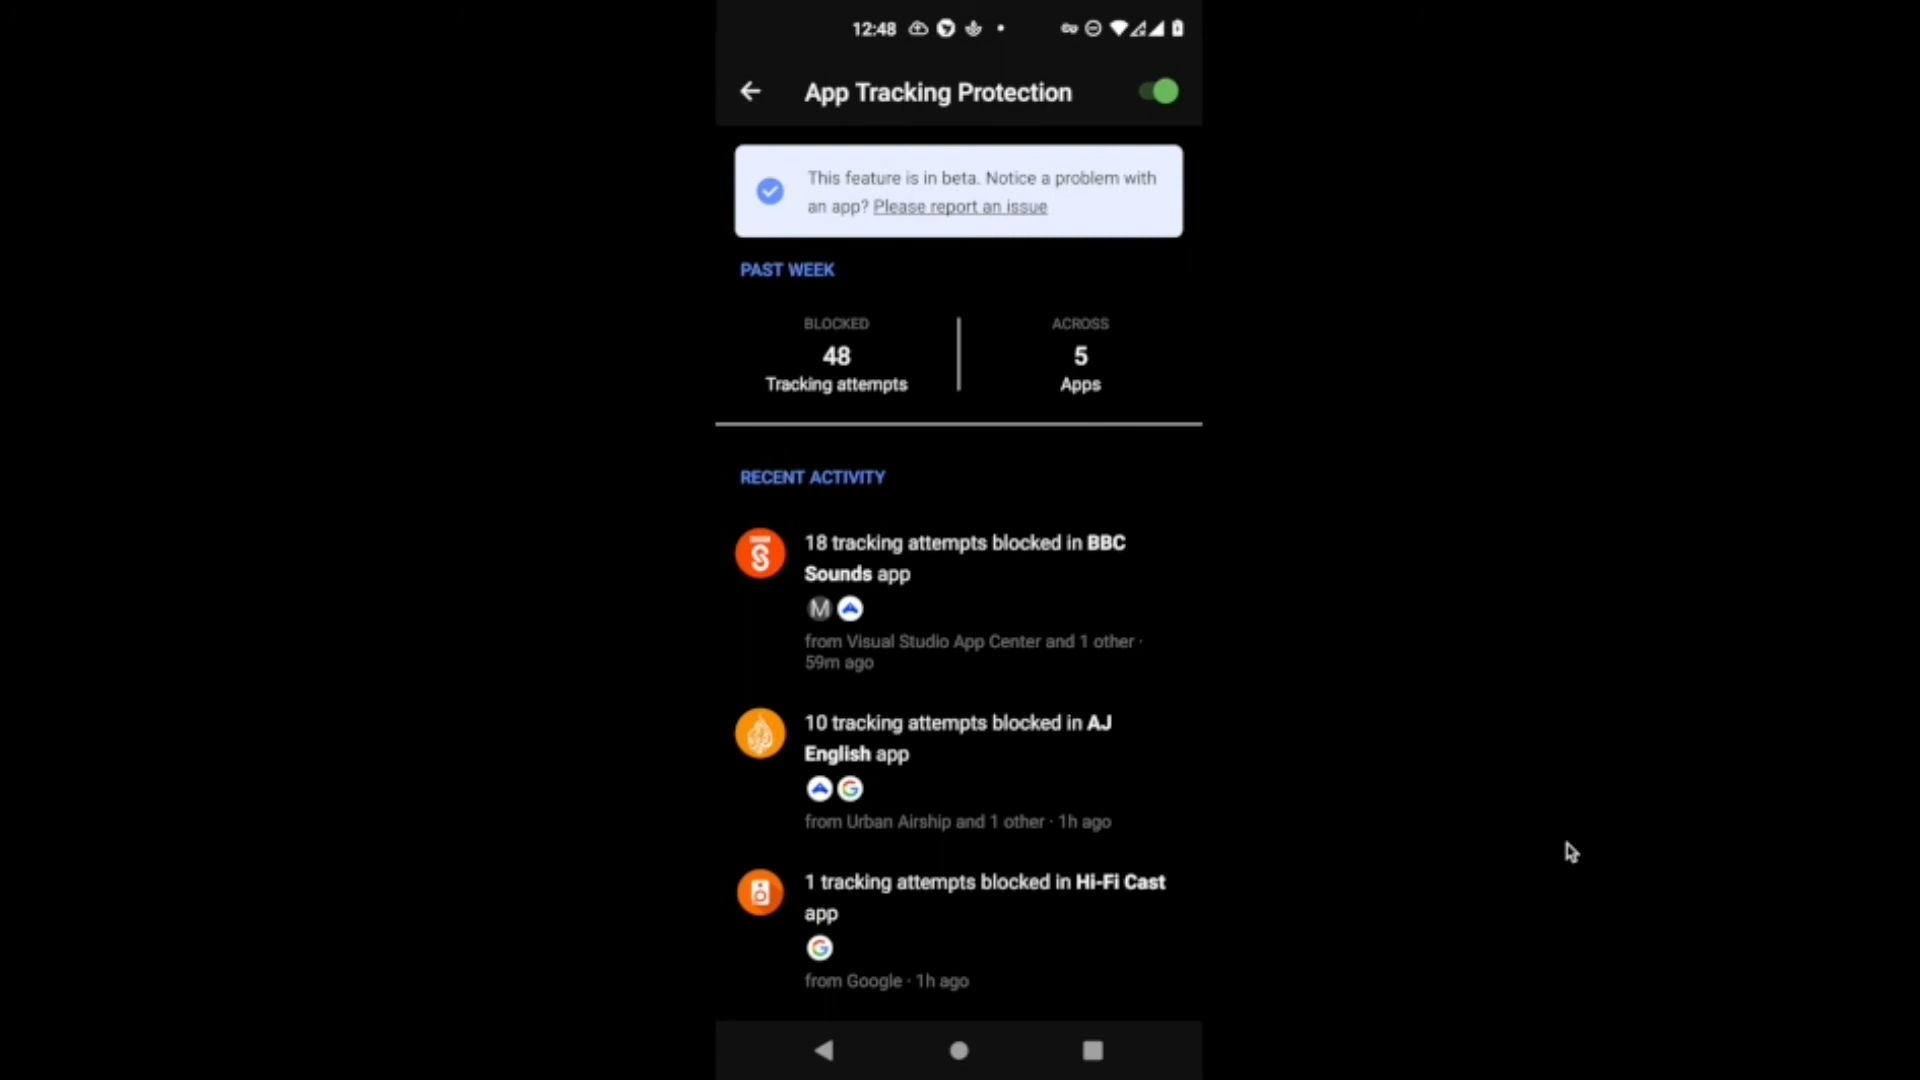 12:48
App Tracking Protection
This feature is in beta. Notice a problem with
an app? Please report an issue
PAST WEEK
BLOCKED
48
Tracking attempts
ACROSS
5
Apps
RECENT ACTIVITY
18 tracking attempts blocked in BBC
Sounds app
M
from Visual Studio App Center and 1 other ·
59m ago
10 tracking attempts blocked in AJ
English app
G
from Urban Airship and 1 other · 1h ago
1 tracking attempts blocked in Hi-Fi Cast
app
G
from Google · 1h ago